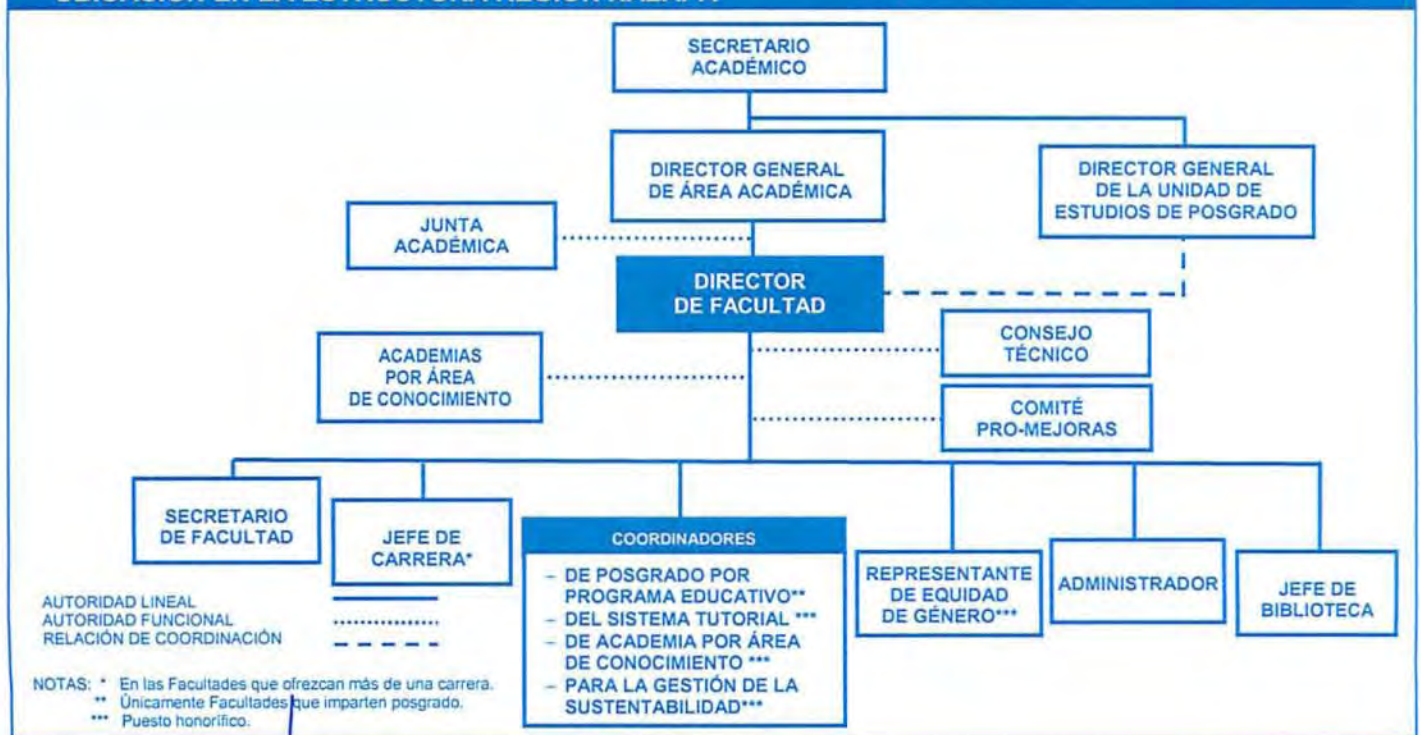 SECRETARIO
ACADÉMICO
DIRECTOR GENERAL
DE ÁREA ACADÉMICA
DIRECTOR GENERAL
DE LA UNIDAD DE
ESTUDIOS DE POSGRADO
JUNTA
ACADÉMICA
DIRECTOR
DE FACULTAD
ACADEMIAS
POR ÁREA
DE CONOCIMIENTO
CONSEJO
TÉCNICO
COMITÉ
PRO-MEJORAS
SECRETARIO
DE FACULTAD
JEFE DE
CARRERA*
COORDINADORES
– DE POSGRADO POR
PROGRAMA EDUCATIVO**
– DEL SISTEMA TUTORIAL ***
– DE ACADEMIA POR ÁREA
DE CONOCIMIENTO ***
– PARA LA GESTIÓN DE LA
SUSTENTABILIDAD***
REPRESENTANTE
DE EQUIDAD
DE GÉNERO***
ADMINISTRADOR
JEFE DE
BIBLIOTECA
AUTORIDAD LINEAL
AUTORIDAD FUNCIONAL
RELACIÓN DE COORDINACIÓN
NOTAS: * En las Facultades que ofrezcan más de una carrera.
** Únicamente Facultades que imparten posgrado.
*** Puesto honorífico.